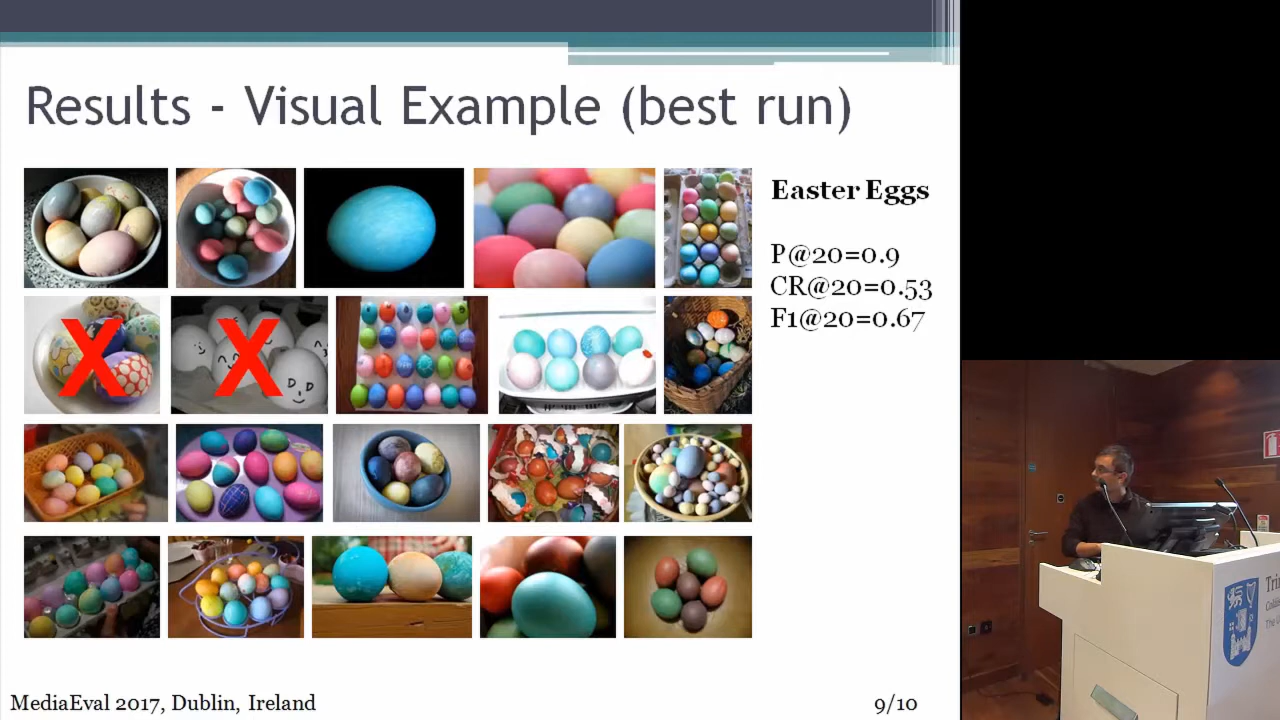 Results - Visual Example (best run)
Easter Eggs
P@20=0.9
CR@20=0.53
F1@20=0.67
X X
MediaEval 2017, Dublin, Ireland
9/10